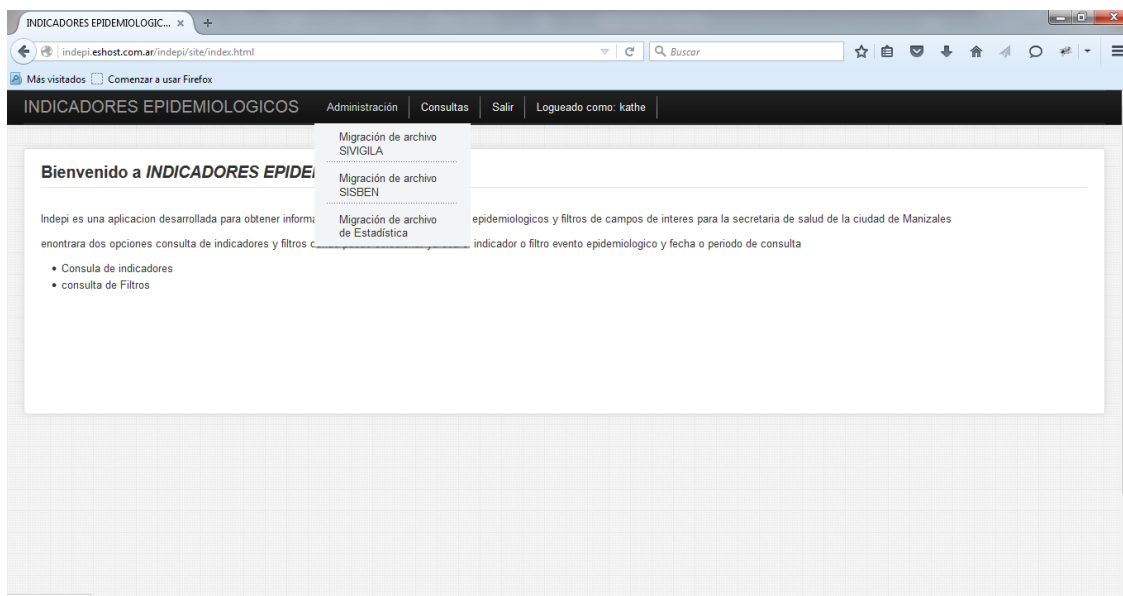 INDICADORES EPIDEMIOLOGIC... × +
indepi.eshost.com.ar/indepi/site/index.html
Buscar
Más visitados Comenzar a usar Firefox
INDICADORES EPIDEMIOLOGICOS Administración Consultas Salir Logueado como: kathe
Migración de archivo
SIVIGILA
Migración de archivo
SISBEN
Migración de archivo
de Estadística
Bienvenido a INDICADORES EPIDE
Indepi es una aplicacion desarrollada para obtener informa epidemiologicos y filtros de campos de interes para la secretaria de salud de la ciudad de Manizales
enontrara dos opciones consulta de indicadores y filtros indicador o filtro evento epidemiologico y fecha o periodo de consulta
• Consula de indicadores
• consulta de Filtros